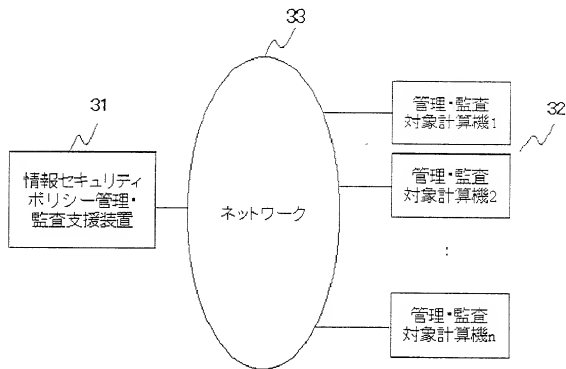 33
31
情報セキュリティ
ポリシー管理・
監査支援装置
ネットワーク
管理・監査
対象計算機1
32
管理・監査
対象計算機2
:
管理・監査
対象計算機n